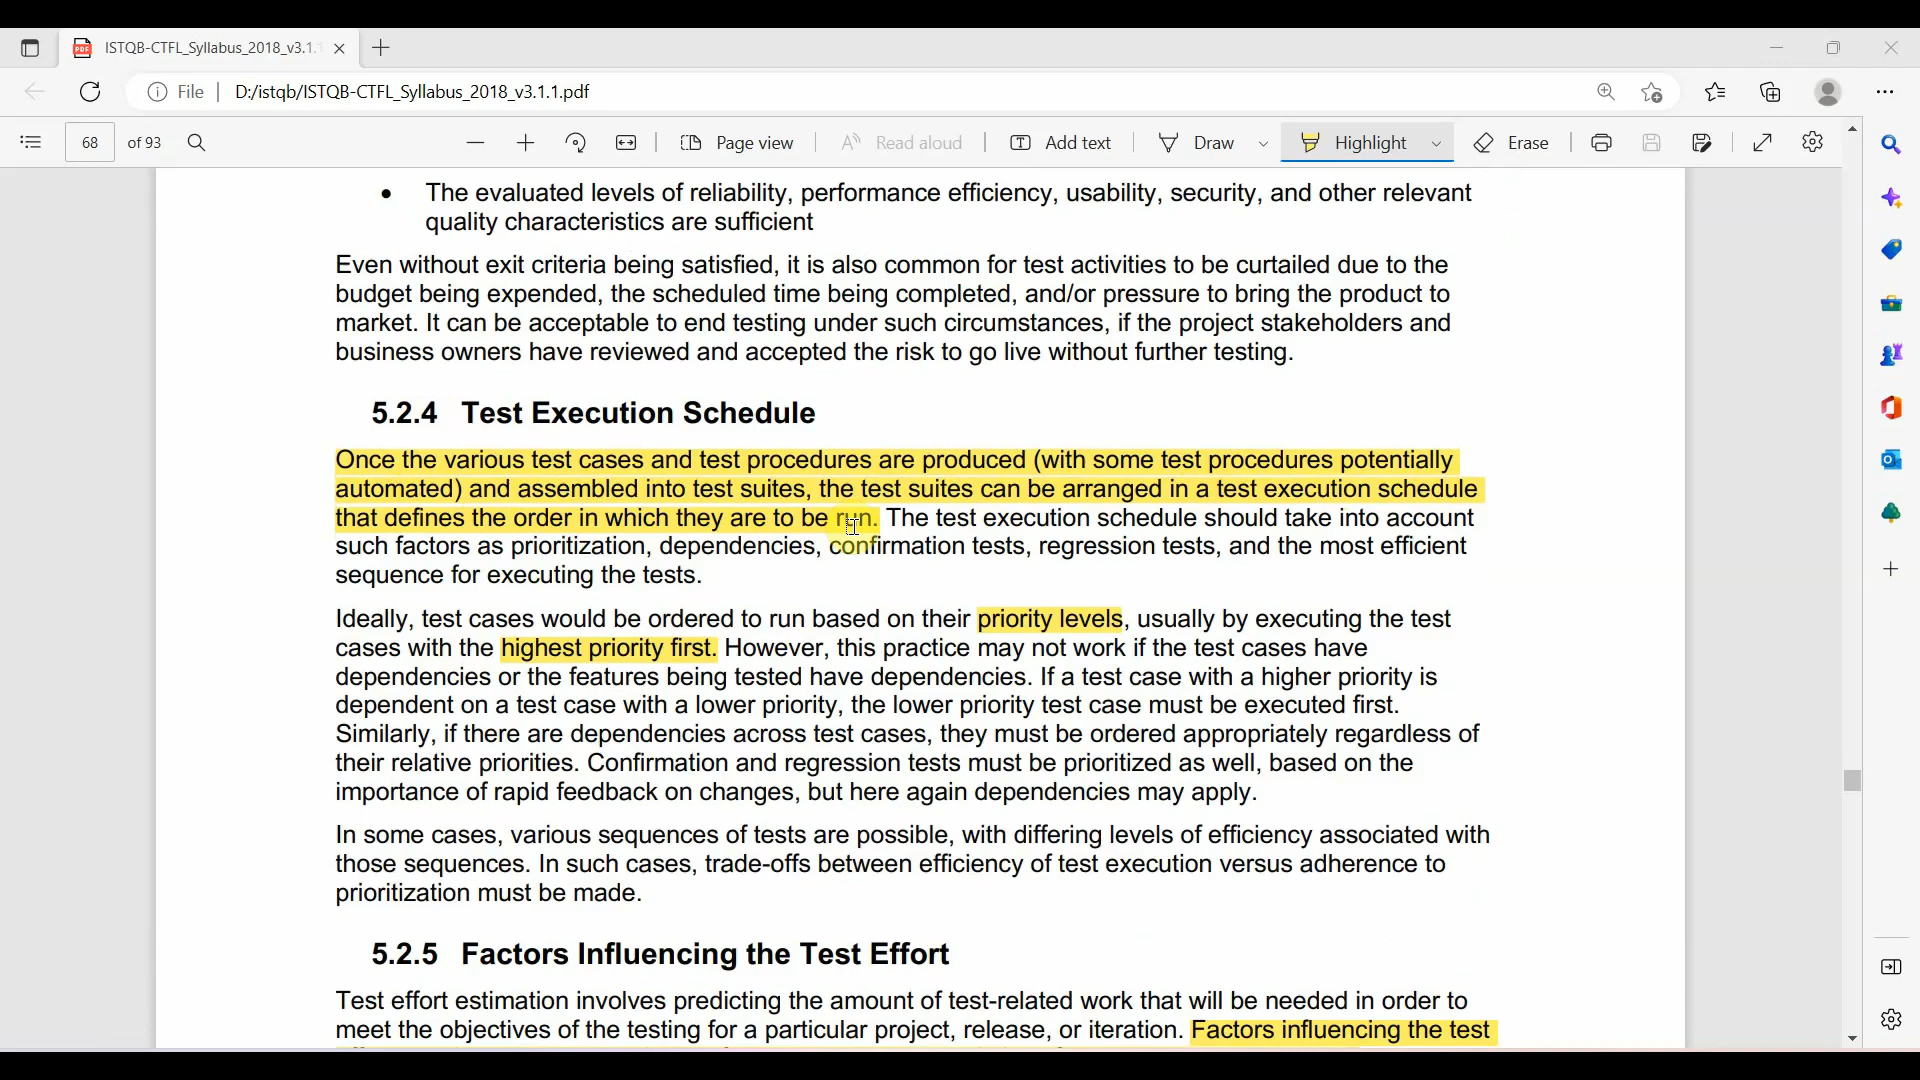 ISTQB-CTFL_Syllabus_2018_v3.1.1
File
D:/istqb/ISTQB-CTFL_Syllabus_2018_v3.1.1.pdf
68 of 93
Page view
Read aloud
Add text
Draw
Highlight
Erase
• The evaluated levels of reliability, performance efficiency, usability, security, and other relevant
quality characteristics are sufficient
Even without exit criteria being satisfied, it is also common for test activities to be curtailed due to the
budget being expended, the scheduled time being completed, and/or pressure to bring the product to
market. It can be acceptable to end testing under such circumstances, if the project stakeholders and
business owners have reviewed and accepted the risk to go live without further testing.
5.2.4 Test Execution Schedule
Once the various test cases and test procedures are produced (with some test procedures potentially
automated) and assembled into test suites, the test suites can be arranged in a test execution schedule
that defines the order in which they are to be run. The test execution schedule should take into account
such factors as prioritization, dependencies, confirmation tests, regression tests, and the most efficient
sequence for executing the tests.
Ideally, test cases would be ordered to run based on their priority levels, usually by executing the test
cases with the highest priority first. However, this practice may not work if the test cases have
dependencies or the features being tested have dependencies. If a test case with a higher priority is
dependent on a test case with a lower priority, the lower priority test case must be executed first.
Similarly, if there are dependencies across test cases, they must be ordered appropriately regardless of
their relative priorities. Confirmation and regression tests must be prioritized as well, based on the
importance of rapid feedback on changes, but here again dependencies may apply.
In some cases, various sequences of tests are possible, with differing levels of efficiency associated with
those sequences. In such cases, trade-offs between efficiency of test execution versus adherence to
prioritization must be made.
5.2.5 Factors Influencing the Test Effort
Test effort estimation involves predicting the amount of test-related work that will be needed in order to
meet the objectives of the testing for a particular project, release, or iteration. Factors influencing the test